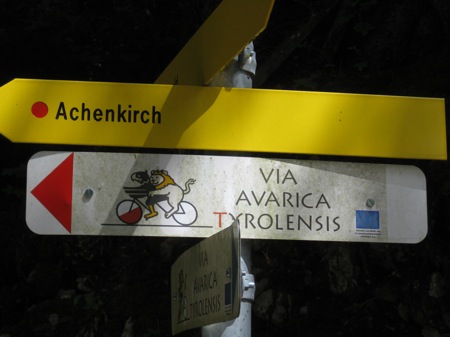 Achenkirch
VIA
AVARICA
TYROLENSIS
VIA
AVARICA
TYROLENSIS